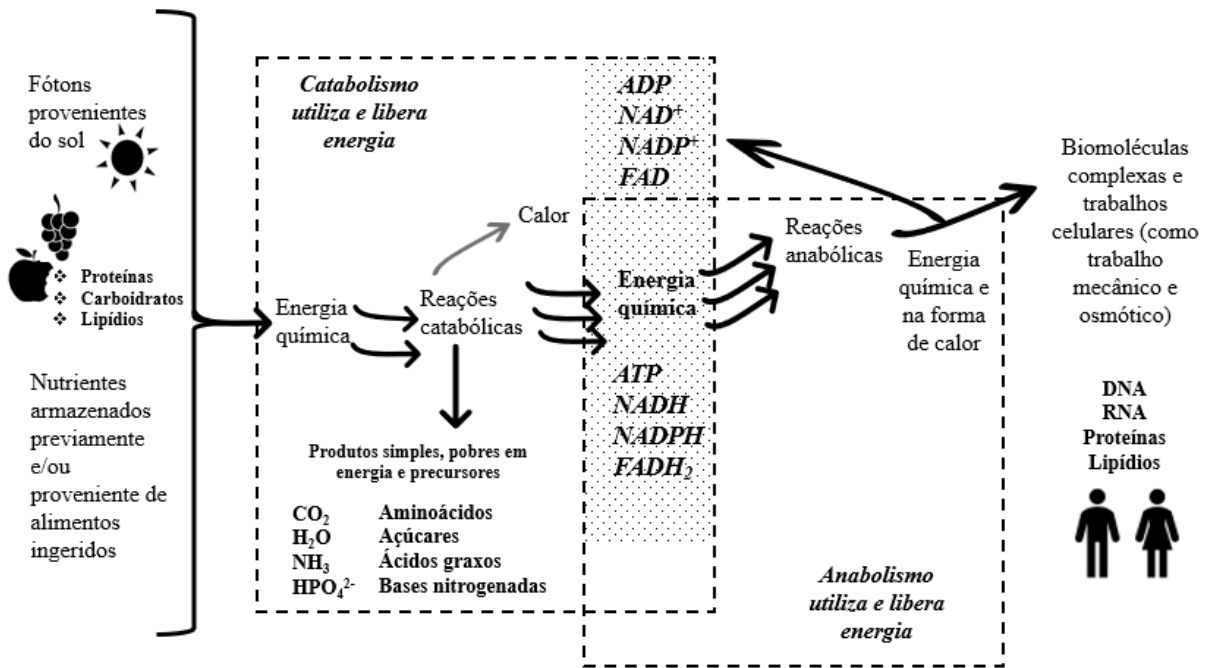 Fótons
provenientes
do sol
❖ Proteínas
❖ Carboidratos
❖ Lipídios
Nutrientes
armazenados
previamente
e/ou
proveniente de
alimentos
ingeridos
Catabolismo
utiliza e libera
energia
Energia
química
Reações
catabólicas
Calor
Produtos simples, pobres em
energia e precursores
CO₂ Aminoácidos
H₂O Açúcares
NH₃ Ácidos graxos
HPO₄²⁻ Bases nitrogenadas
ADP
NAD⁺
NADP⁺
FAD
Energia
química
ATP
NADH
NADPH
FADH₂
Reações
anabólicas
Energia
química e
na forma
de calor
Anabolismo
utiliza e libera
energia
Biomoléculas
complexas e
trabalhos
celulares (como
trabalho
mecânico e
osmótico)
DNA
RNA
Proteínas
Lipídios